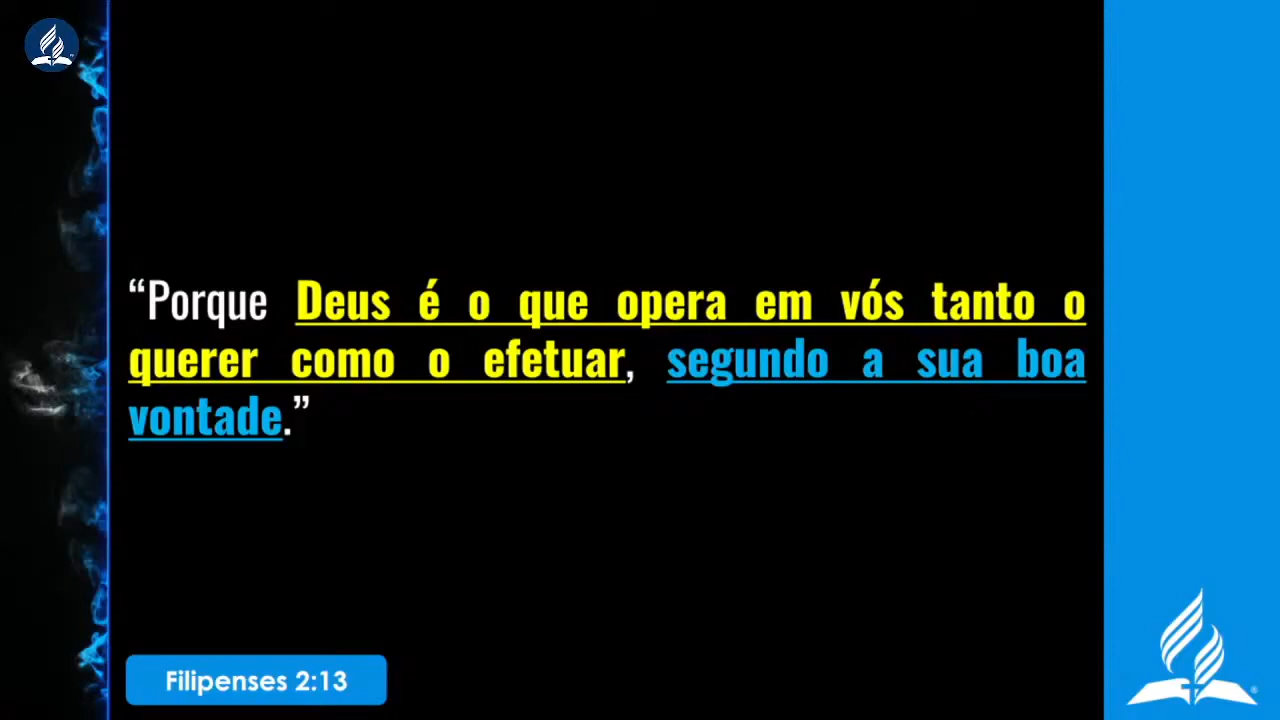 “Porque Deus é o que opera em vós tanto o
querer como o efetuar, segundo a sua boa
vontade.”
Filipenses 2:13